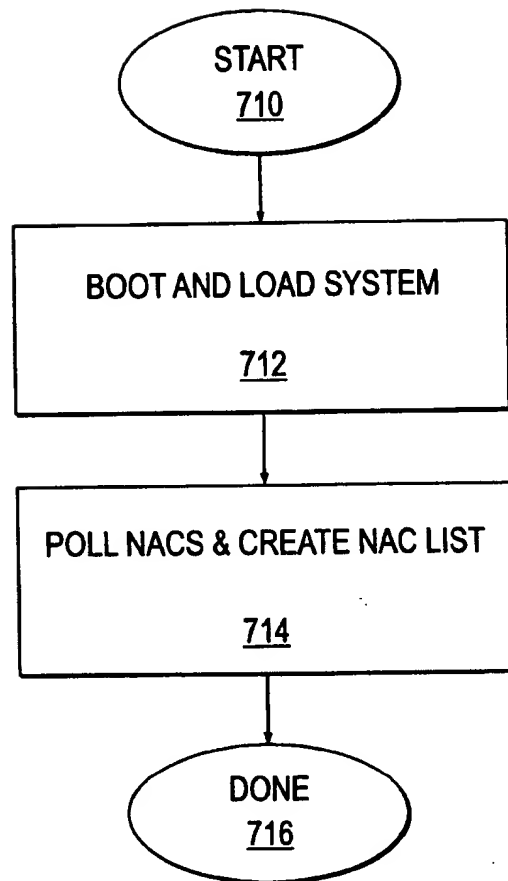 START
710
BOOT AND LOAD SYSTEM
712
POLL NACS & CREATE NAC LIST
714
DONE
716